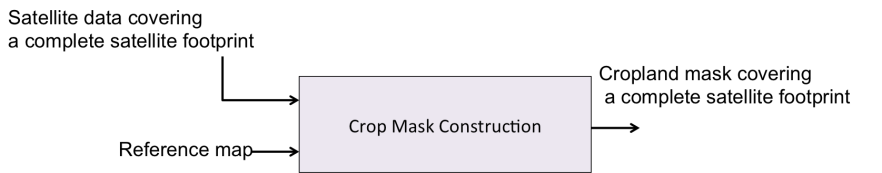 Satellite data covering
a complete satellite footprint
Cropland mask covering
a complete satellite footprint
Crop Mask Construction
Reference map